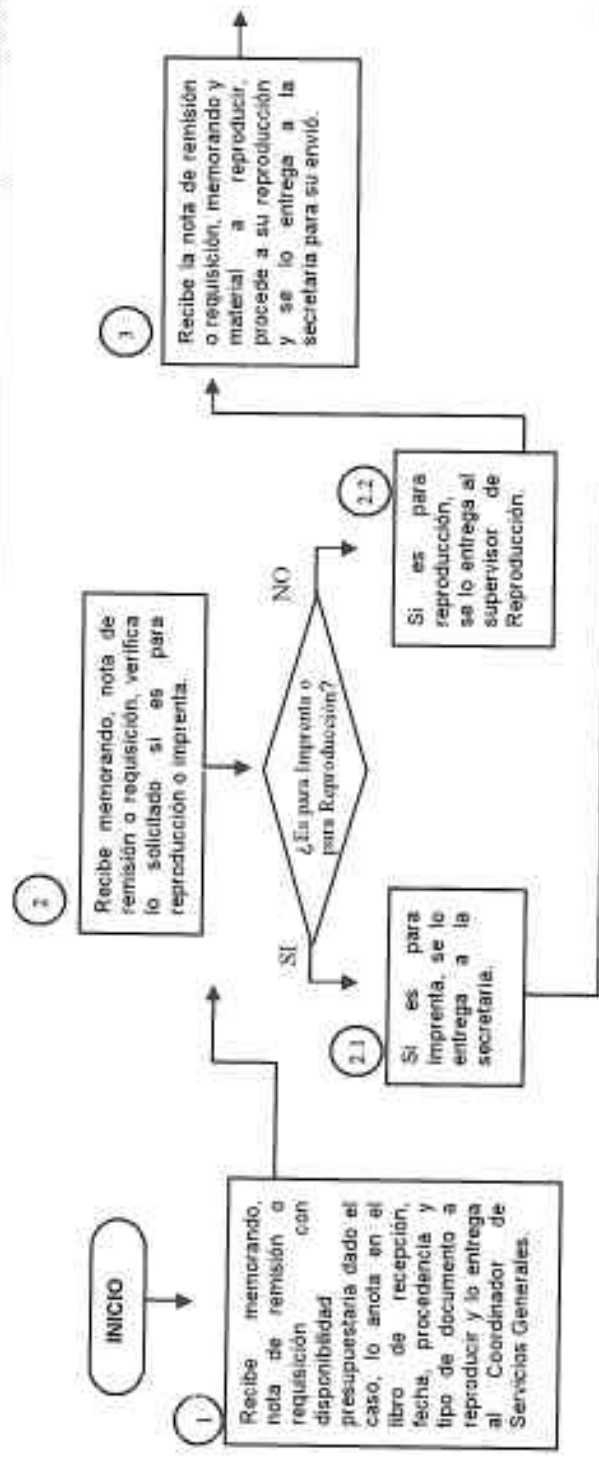 INICIO
1
Recibe memorando,
nota de remisión o
requisición con
disponibilidad
presupuestaria dado el
caso, lo anota en el
libro de recepción,
fecha, procedencia y
tipo de documento a
reproducir y lo entrega
al Coordinador de
Servicios Generales.
2
Recibe memorando, nota de
remisión o requisición, verifica
lo solicitado si es para
reproducción o imprenta.
¿Es para Imprenta o
para Reproducción?
SI
NO
2.1
Si es para
imprenta, se lo
entrega a la
secretaria.
2.2
Si es para
reproducción,
se lo entrega al
supervisor de
Reproducción.
3
Recibe la nota de remisión
o requisición, memorando y
material a reproducir,
procede a su reproducción
y se lo entrega a la
secretaria para su envió.